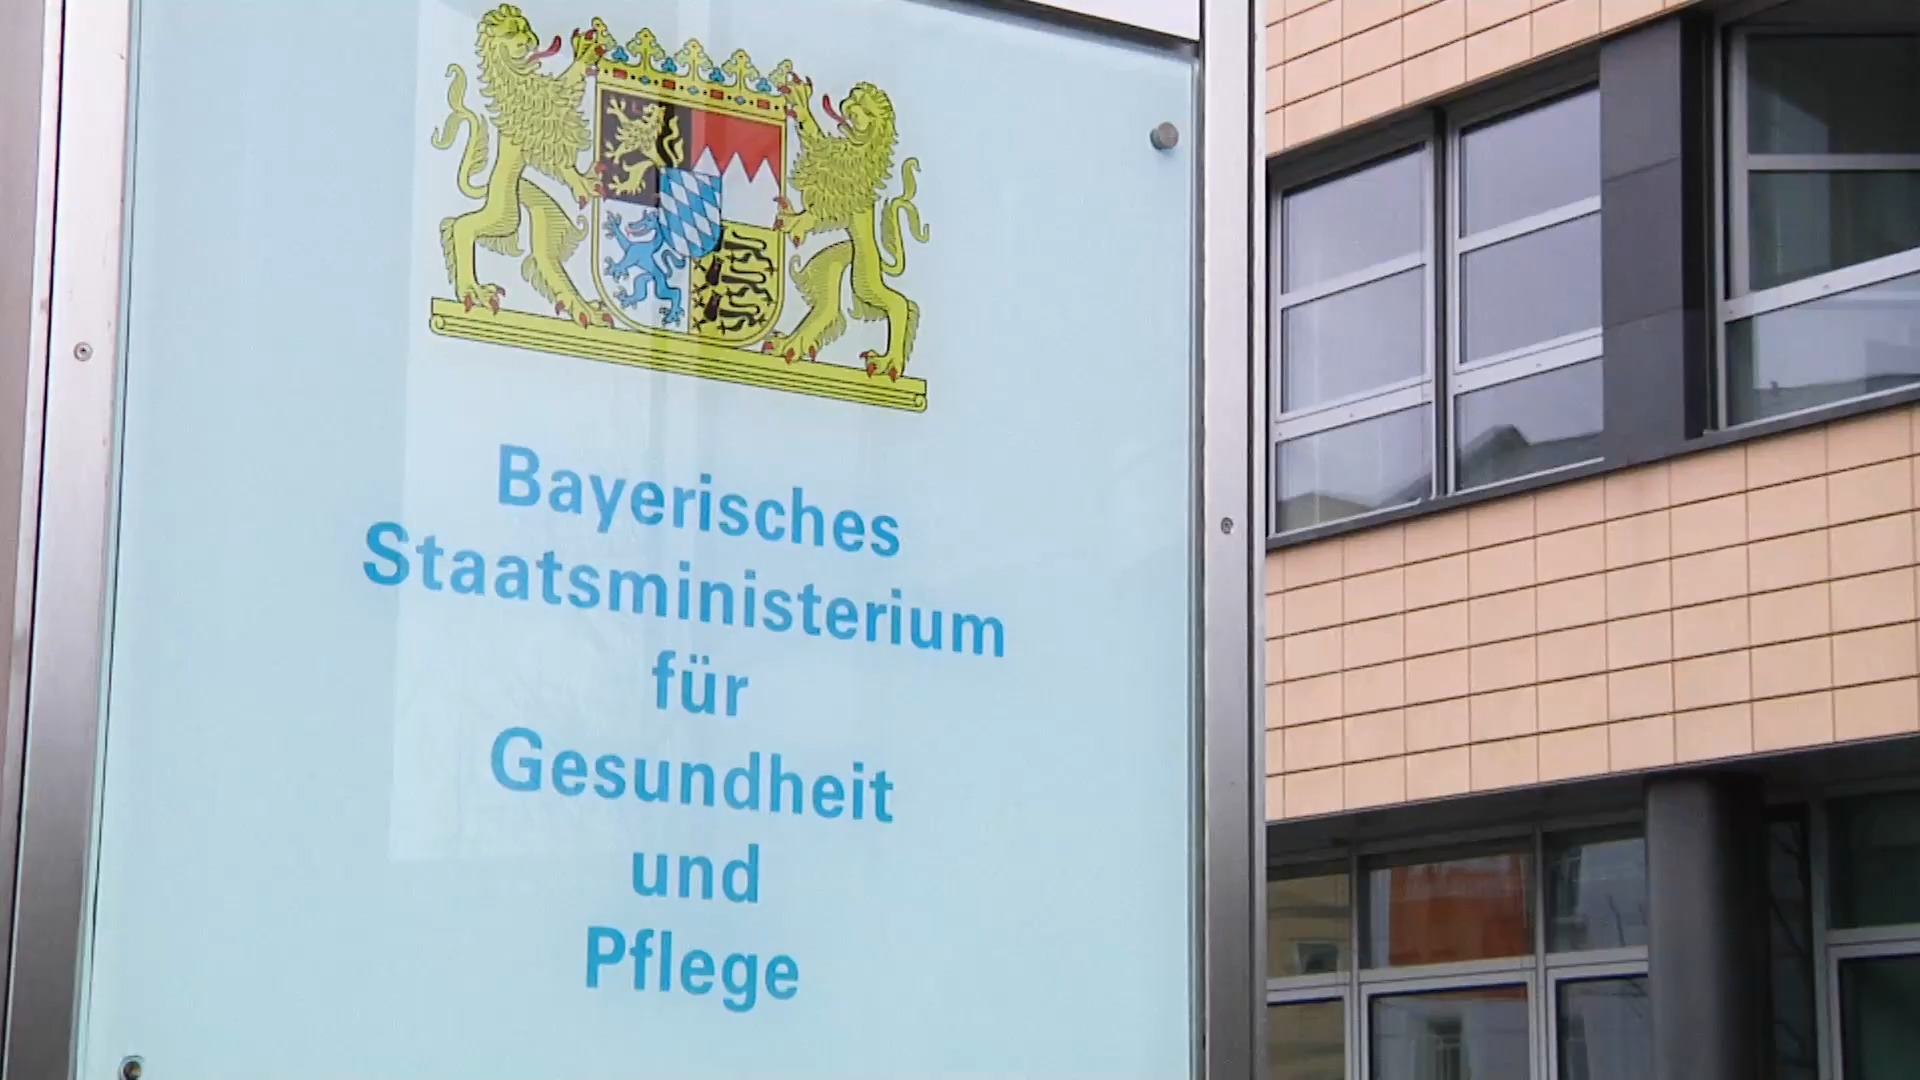 Bayerisches
Staatsministerium
für
Gesundheit
und
Pflege